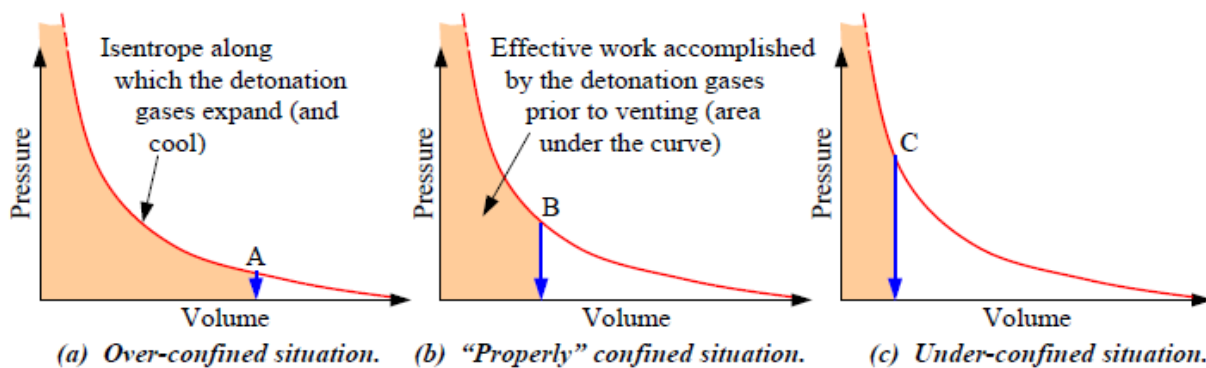 Isentrope along
which the detonation
gases expand (and
cool)
A
Pressure
Volume
(a) Over-confined situation.
Effective work accomplished
by the detonation gases
prior to venting (area
under the curve)
B
Pressure
Volume
(b) “Properly” confined situation.
C
Pressure
Volume
(c) Under-confined situation.